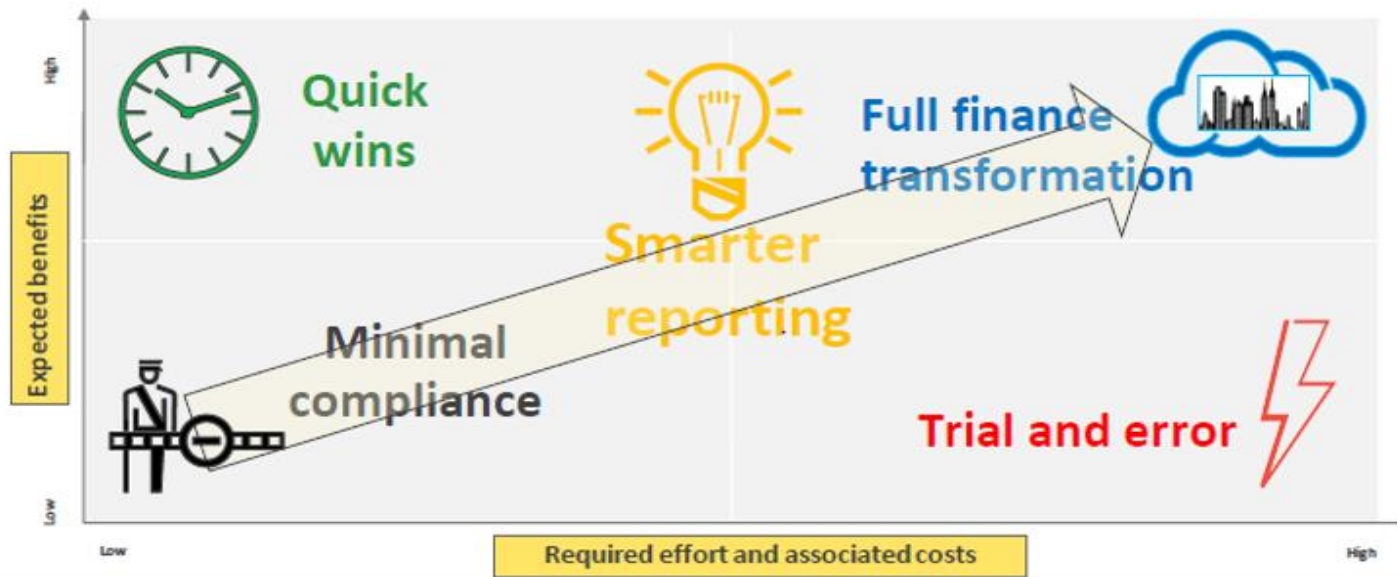 High
Quick
wins
Full finance
transformation
Expected benefits
Smarter
reporting
Minimal
compliance
Trial and error
Low
Low
Required effort and associated costs
High